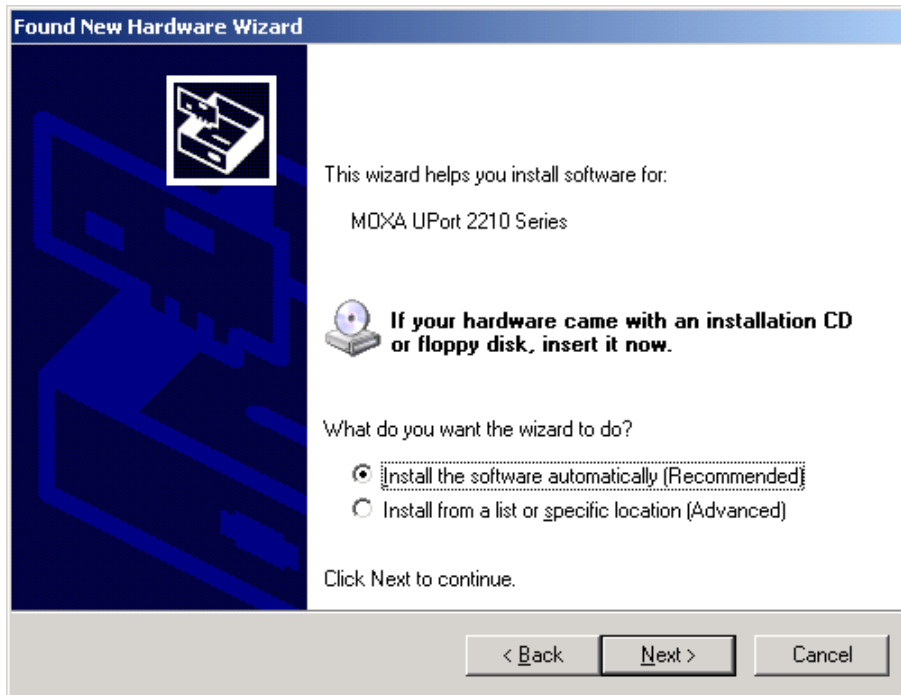 Found New Hardware Wizard
This wizard helps you install software for:
MOXA UPort 2210 Series
If your hardware came with an installation CD
or floppy disk, insert it now.
What do you want the wizard to do?
Install the software automatically (Recommended)
Install from a list or specific location (Advanced)
Click Next to continue.
< Back
Next >
Cancel